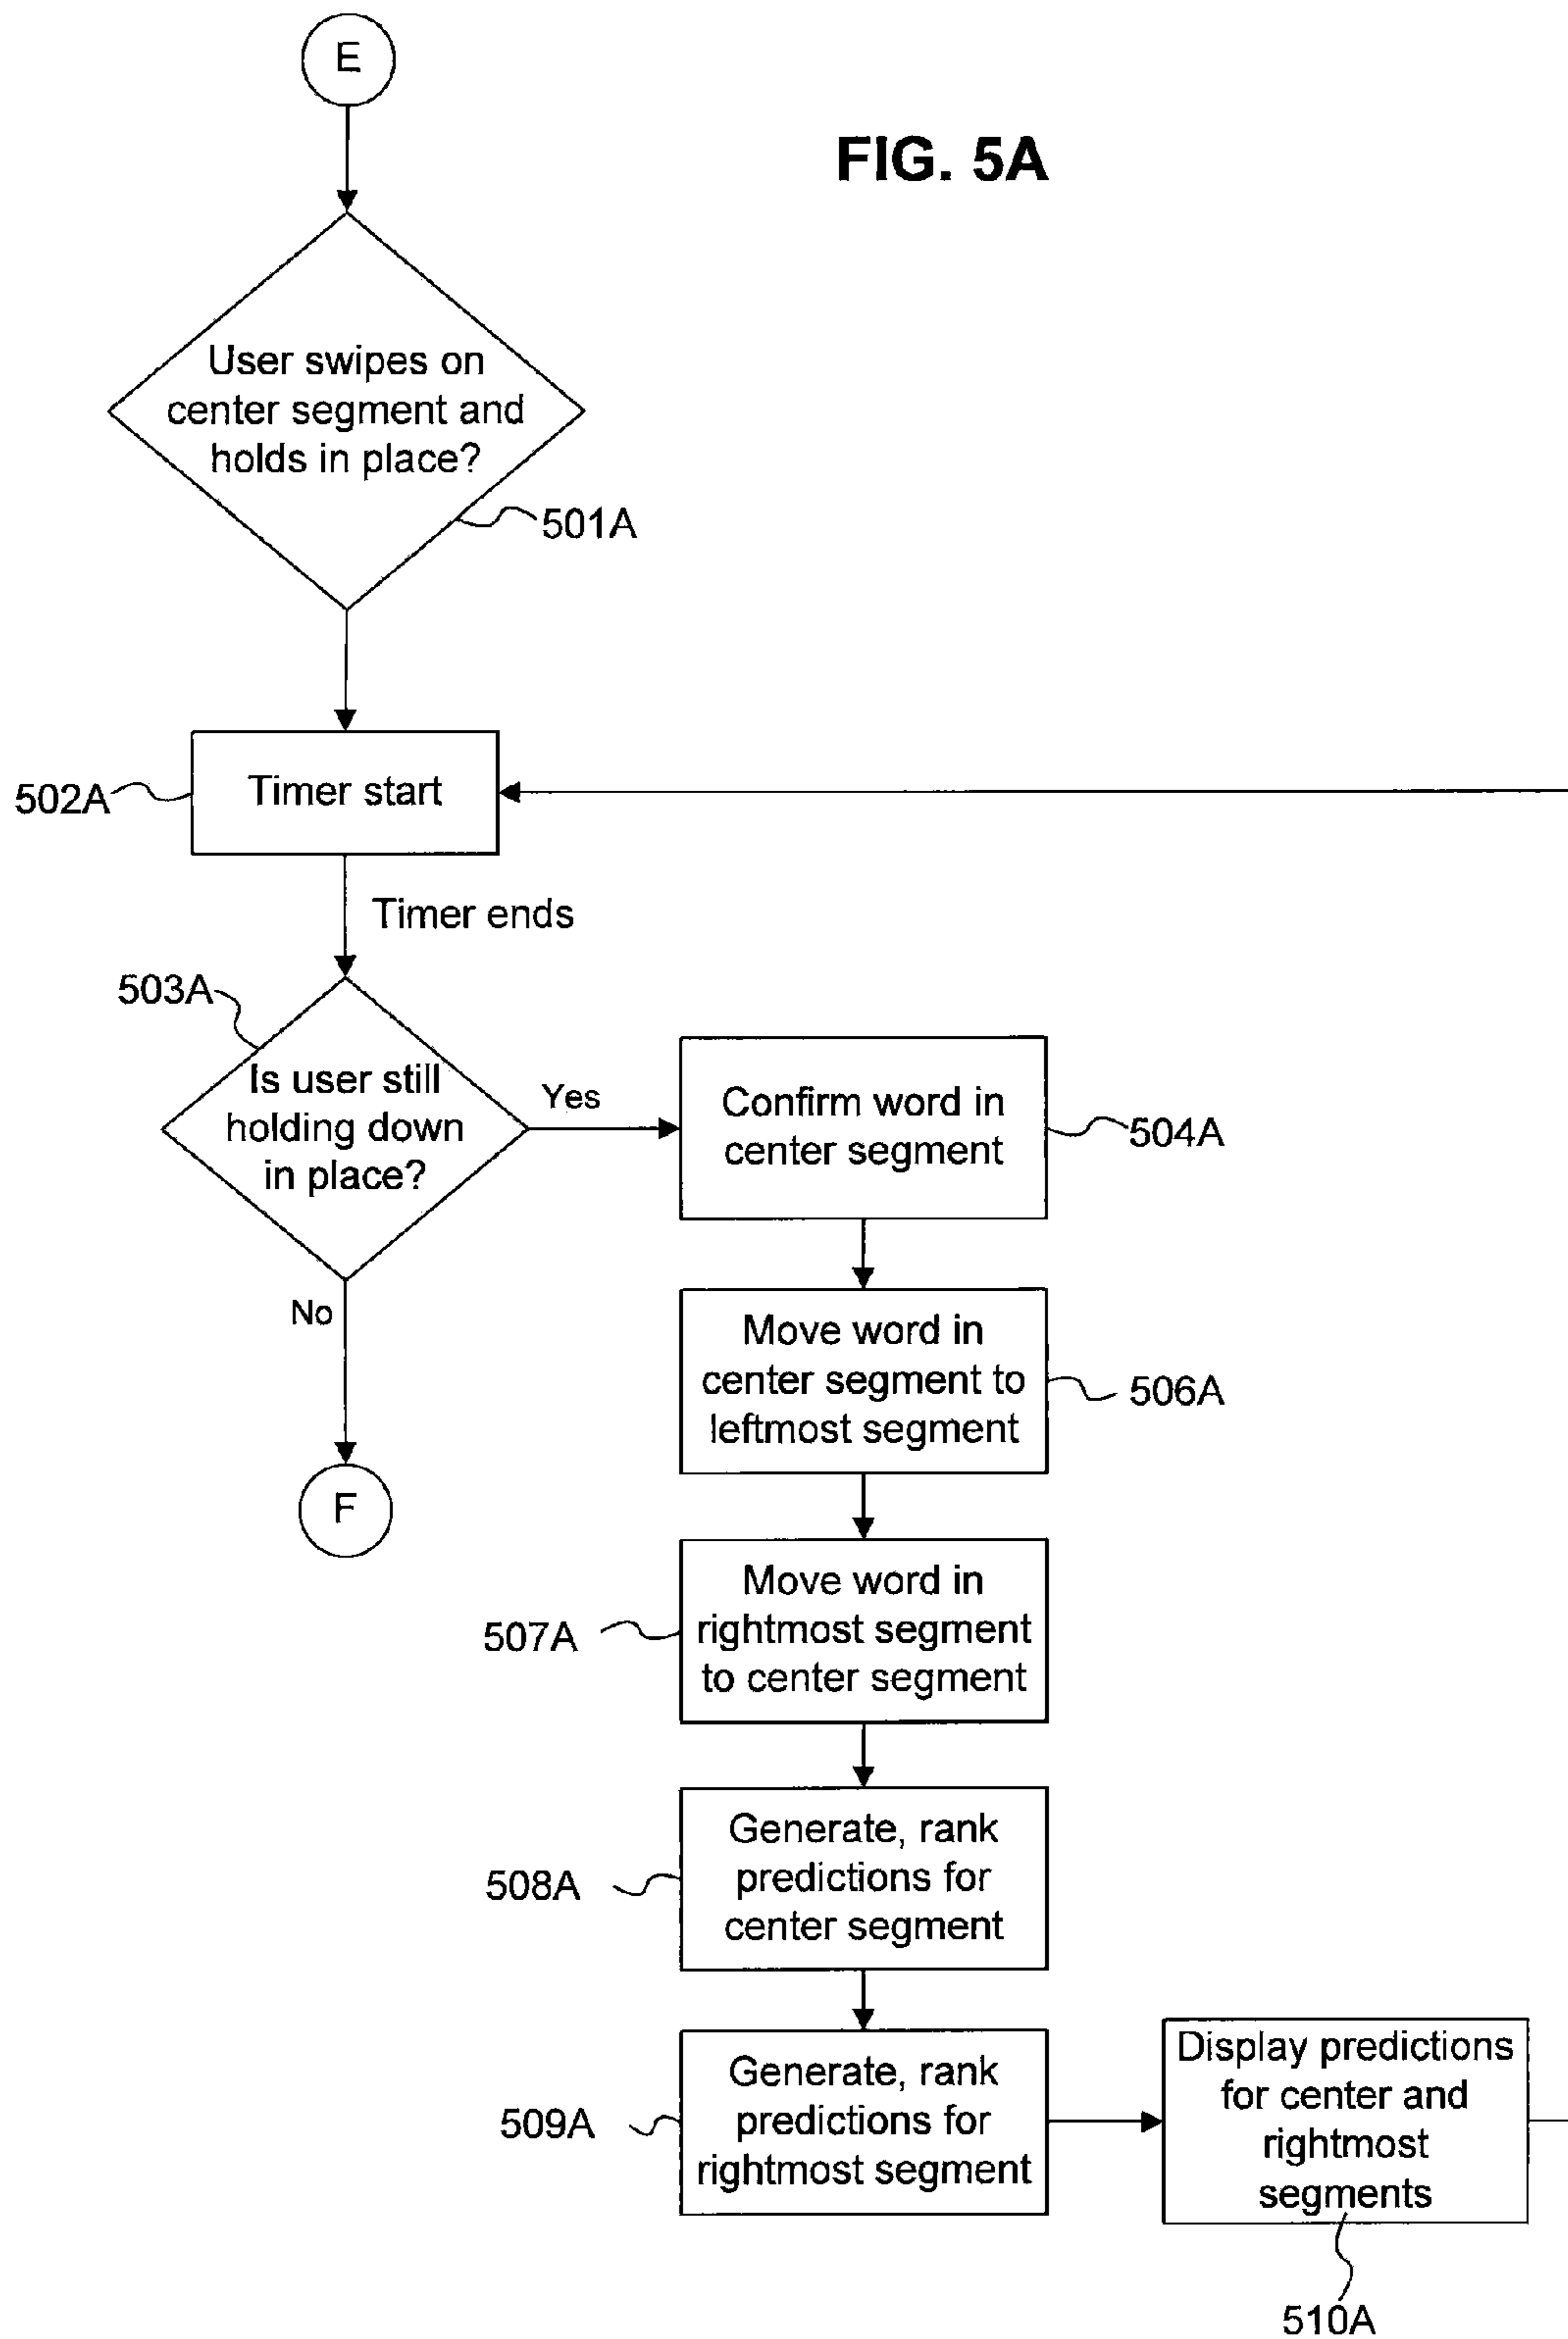 E
FIG. 5A
User swipes on
center segment and
holds in place?
501A
Timer start
502A
Timer ends
503A
Is user still
holding down
in place?
Yes
Confirm word in
center segment
504A
No
Move word in
center segment to
leftmost segment
506A
F
Move word in
rightmost segment
to center segment
507A
Generate, rank
predictions for
center segment
508A
Generate, rank
predictions for
rightmost segment
509A
Display predictions
for center and
rightmost
segments
510A